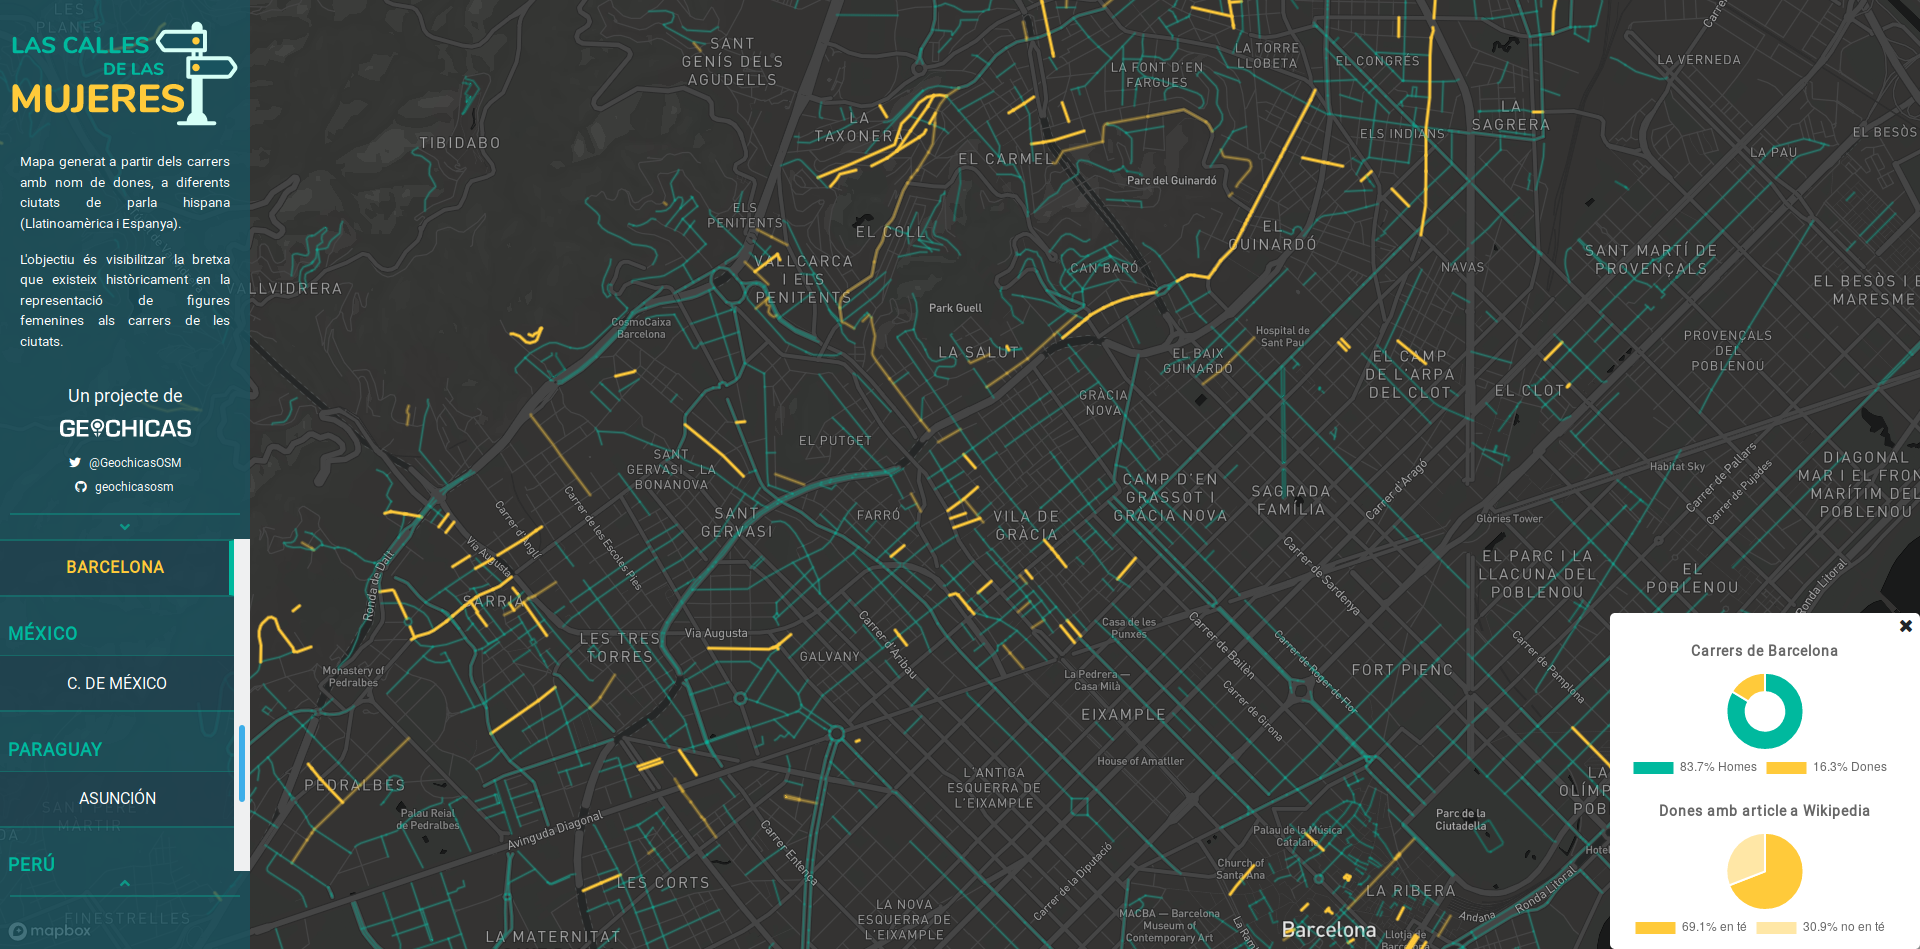 LES
PLANES
LAS CALLES
DE LAS
MUJERES
Mapa generat a partir dels carrers
amb nom de dones, a diferents
ciutats de parla hispana
(Llatinoamèrica i Espanya).
L'objectiu és visibilitzar la bretxa
que existeix històricament en la
representació de figures
femenines als carrers de les
ciutats.
Un projecte de
GEOCHICAS
@GeochicasOSM
geochicasosm
BARCELONA
MÉXICO
C. DE MÉXICO
PARAGUAY
ASUNCIÓN
PERÚ
FINESTRELLES
mapbox
SANT
GENÍS DELS
AGUDELLS
TIBIDABO
LA
TAXONERA
EL CARMEL
LA FONT D'EN
FARGUES
LA TORRE
LLOBETA
EL CONGRÉS
LA VERNEDA
LA
SAGRERA
ELS INDIANS
EL BESÒS
LA PAU
Parc del Guinardó
ELS
PENITENTS
EL COLL
VALLCARCA
I ELS
PENITENTS
CAN BARÓ
EL
GUINARDÓ
NAVAS
SANT MARTÍ DE
PROVENÇALS
EL BESÒS I E
MARESME
ALLVIDRERA
CosmoCaixa
Barcelona
Park Guell
LA SALUT
EL BAIX
GUINARDÓ
Hospital de
Sant Pau
EL CAMP
DE L'ARPA
DEL CLOT
EL CLOT
PROVENÇALS
DEL
POBLENOU
GRÀCIA
NOVA
EL PUTGET
SANT
GERVASI – LA
BONANOVA
CAMP D'EN
GRASSOT I
GRÀCIA NOVA
SAGRADA
FAMÍLIA
Carrer d'Aragó
Habitat Sky
Carrer de Pallars
Carrer de Pujades
DIAGONAL
MAR I EL FRON
MARÍTIM DEL
POBLENOU
Carrer d'Anglí
Carrer de les Escoles Pies
Via Augusta
SANT
GERVASI
FARRÓ
VILA DE
GRÀCIA
Glòries Tower
Ronda de Dalt
SARRIÀ
Carrer de Sardenya
EL PARC I LA
LLACUNA DEL
POBLENOU
EL
POBLENOU
Ronda Litoral
LES TRES
TORRES
Via Augusta
GALVANY
Carrer d'Aribau
Casa de les
Punxes
Carrer de Bailèn
Carrer de Roger de Flor
Carrer de Girona
FORT PIENC
Carrer de Pamplona
Monastery of
Pedralbes
La Pedrera —
Casa Milà
EIXAMPLE
House of Amatller
L'ANTIGA
ESQUERRA DE
L'EIXAMPLE
PEDRALBES
Palau Reial
de Pedralbes
Avinguda Diagonal
Carrer Entença
Carrer de la Diputació
Palau de la Música
Catalana
Parc de la
Ciutadella
Church of
Santa Ana
LES CORTS
LA RIBERA
LA NOVA
ESQUERRA DE
L'EIXAMPLE
MACBA — Barcelona
Museum of
Contemporary Art
Barcelona
Andana
Ronda Litoral
LA MATERNITAT
Carrers de Barcelona
83.7% Homes 16.3% Dones
Dones amb article a Wikipedia
69.1% en té 30.9% no en té